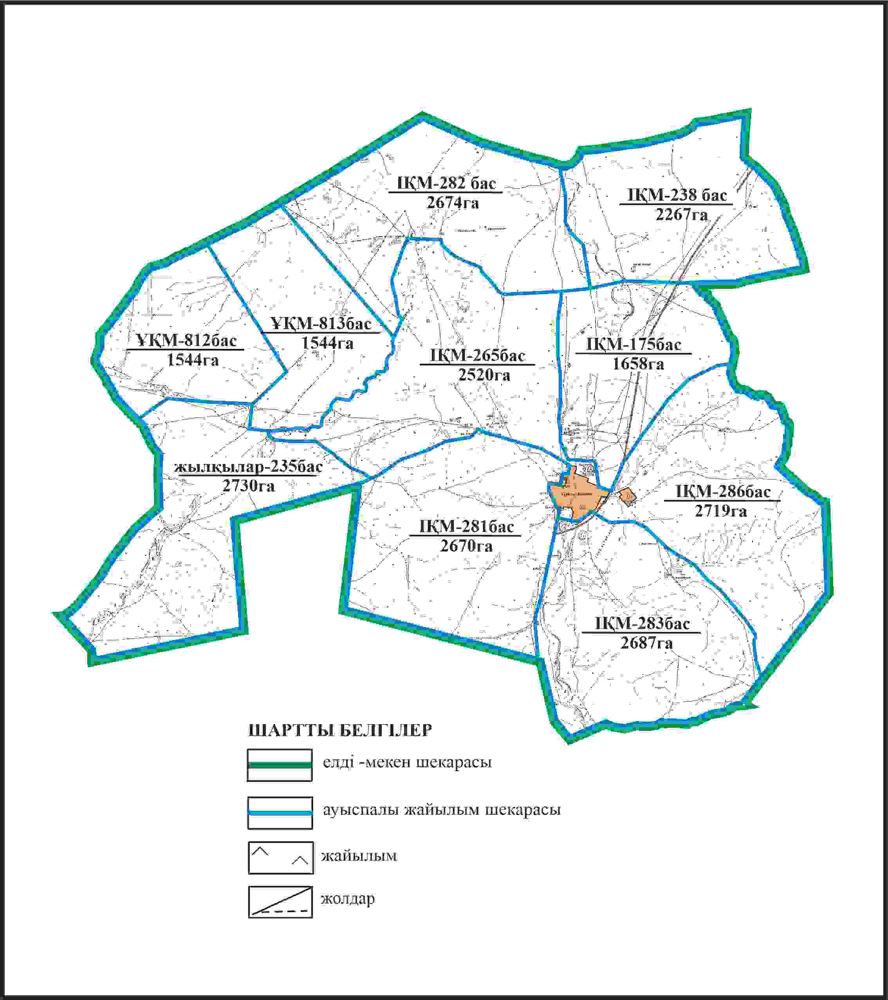 ІҚМ-282 бас
2674га
ІҚМ-238 бас
2267га
ҰҚМ-813бас
1544га
ҰҚМ-812бас
1544га
ІҚМ-265бас
2520га
ІҚМ-175бас
1658га
жылқылар-235бас
2730га
ІҚМ-286бас
2719га
ІҚМ-281бас
2670га
ІҚМ-283бас
2687га
ШАРТТЫ БЕЛГІЛЕР
елді -мекен шекарасы
ауыспалы жайылым шекарасы
жайылым
жолдар